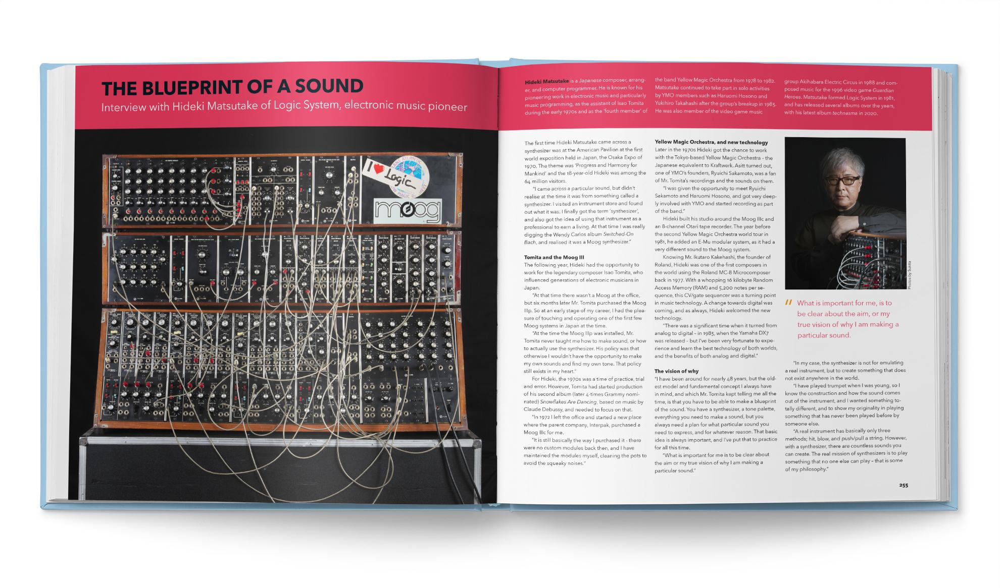 THE BLUEPRINT OF A SOUND
Interview with Hideki Matsutake of Logic System, electronic music pioneer
I ❤ Logic
TRANS ATLANTIC
moog
Hideki Matsutake is a Japanese composer, arrang-
er, and computer programmer. He is known for his
pioneering work in electronic music and particularly
music programming, as the assistant of Isao Tomita
during the early 1970s and as the ‘fourth member’ of
the band Yellow Magic Orchestra from 1978 to 1982.
Matsutake continued to take part in solo activities
by YMO members such as Haruomi Hosono and
Yukihiro Takahashi after the group’s breakup in 1983.
He was also member of the video game music
group Akihabara Electric Circus in 1988 and com-
posed music for the 1996 video game Guardian
Heroes. Matsutake formed Logic System in 1981,
and has released several albums over the years,
with his latest album technasma in 2020.
The first time Hideki Matsutake came across a
synthesizer was at the American Pavilion at the first
world exposition held in Japan, the Osaka Expo of
1970. The theme was ‘Progress and Harmony for
Mankind’ and the 18-year-old Hideki was among the
64 million visitors.
“I came across a particular sound, but didn’t
realise at the time it was from something called a
synthesizer. I visited an instrument store and found
out what it was. I finally got the term ‘synthesizer’,
and also got the idea of using that instrument as a
professional to earn a living. At that time I was really
digging the Wendy Carlos album Switched-On
Bach, and realised it was a Moog synthesizer.”
Tomita and the Moog III
The following year, Hideki had the opportunity to
work for the legendary composer Isao Tomita, who
influenced generations of electronic musicians in
Japan.
“At that time there wasn’t a Moog at the office,
but six months later Mr. Tomita purchased the Moog
IIIp. So at an early stage of my career, I had the plea-
sure of touching and operating one of the first few
Moog systems in Japan at the time.
“At the time the Moog IIIp was installed, Mr.
Tomita never taught me how to make sound, or how
to actually use the synthesizer. His policy was that
otherwise I wouldn’t have the opportunity to make
my own sounds and find my own tone. That policy
still exists in my heart.”
For Hideki, the 1970s was a time of practice, trial
and error. However, Tomita had started production
of his second album (later 4-times Grammy nomi-
nated) Snowflakes Are Dancing, based on music by
Claude Debussy, and needed to focus on that.
“In 1972 I left the office and started a new place
where the parent company, Interpak, purchased a
Moog IIIc for me.
“It is still basically the way I purchased it - there
were no custom modules back then, and I have
maintained the modules myself, cleaning the pots to
avoid the squeaky noises.”
Yellow Magic Orchestra, and new technology
Later in the 1970s Hideki got the chance to work
with the Tokyo-based Yellow Magic Orchestra – the
Japanese equivalent to Kraftwerk. Asitt turned out,
one of YMO’s founders, Ryuichi Sakamoto, was a fan
of Mr. Tomita’s recordings and the sounds on them.
“I was given the opportunity to meet Ryuichi
Sakamoto and Haruomi Hosono, and got very deep-
ly involved with YMO and started recording as part
of the band.”
Hideki built his studio around the Moog IIIc and
an 8-channel Otari tape recorder. The year before
the second Yellow Magic Orchestra world tour in
1981, he added an E-Mu modular system, as it had a
very different sound to the Moog system.
Knowing Mr. Ikutaro Kakehashi, the founder of
Roland, Hideki was one of the first composers in
the world using the Roland MC-8 Microcomposer
back in 1977. With a whopping 16 kilobyte Random
Access Memory (RAM) and 5,200 notes per se-
quence, this CV/gate sequencer was a turning point
in music technology. A change towards digital was
coming, and as always, Hideki welcomed the new
technology.
“There was a significant time when it turned from
analog to digital – in 1983, when the Yamaha DX7
was released – but I’ve been very fortunate to expe-
rience and learn the best technology of both worlds,
and the benefits of both analog and digital.”
The vision of why
“I have been around for nearly 48 years, but the old-
est model and fundamental concept I always have
in mind, and which Mr. Tomita kept telling me all the
time, is that you have to be able to make a blueprint
of the sound. You have a synthesizer, a tone palette,
everything you need to make a sound, but you
always need a plan for what particular sound you
need to express, and for whatever reason. That basic
idea is always important, and I’ve put that to practice
for all this time.
“What is important for me is to be clear about
the aim or my true vision of why I am making a
particular sound.”
Photos by Sukita
“ What is important for me, is to
be clear about the aim, or my
true vision of why I am making a
particular sound.
“In my case, the synthesizer is not for emulating
a real instrument, but to create something that does
not exist anywhere in the world.
“I have played trumpet when I was young, so I
know the construction and how the sound comes
out of the instrument, and I wanted something to-
tally different, and to show my originality in playing
something that has never been played before by
someone else.
“A real instrument has basically only three
methods; hit, blow, and push/pull a string. However,
with a synthesizer, there are countless sounds you
can create. The real mission of synthesizers is to play
something that no one else can play – that is some
of my philosophy.”
255